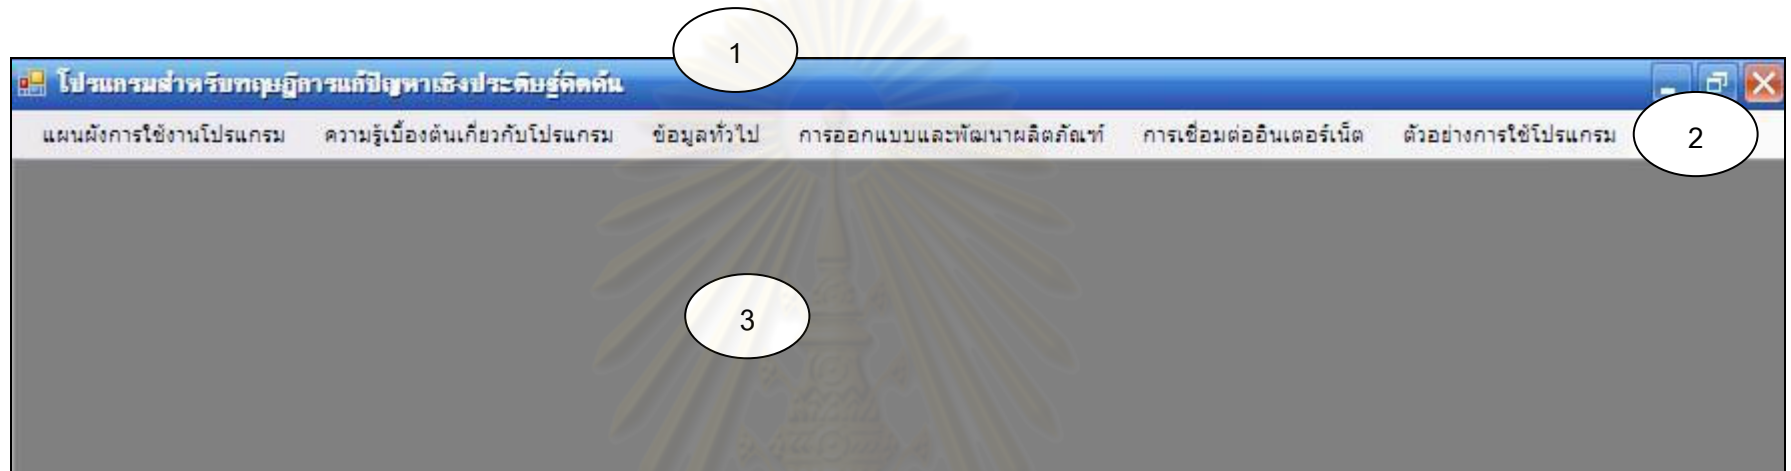 1
โปรแกรมสำหรับทฤษฎีการแก้ปัญหาเชิงประดิษฐ์คิดค้น
แผนผังการใช้งานโปรแกรม ความรู้เบื้องต้นเกี่ยวกับโปรแกรม ข้อมูลทั่วไป การออกแบบและพัฒนาผลิตภัณฑ์ การเชื่อมต่ออินเตอร์เน็ต ตัวอย่างการใช้โปรแกรม 2
3